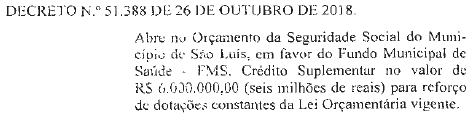 DECRETO N.º 51.388 DE 26 DE OUTUBRO DE 2018.
Abre no Orçamento da Seguridade Social do Muni-
cípio de São Luís, em favor do Fundo Municipal de
Saúde - FMS, Crédito Suplementar no valor de
R$ 6.000.000,00 (seis milhões de reais) para reforço
de dotações constantes da Lei Orçamentária vigente.